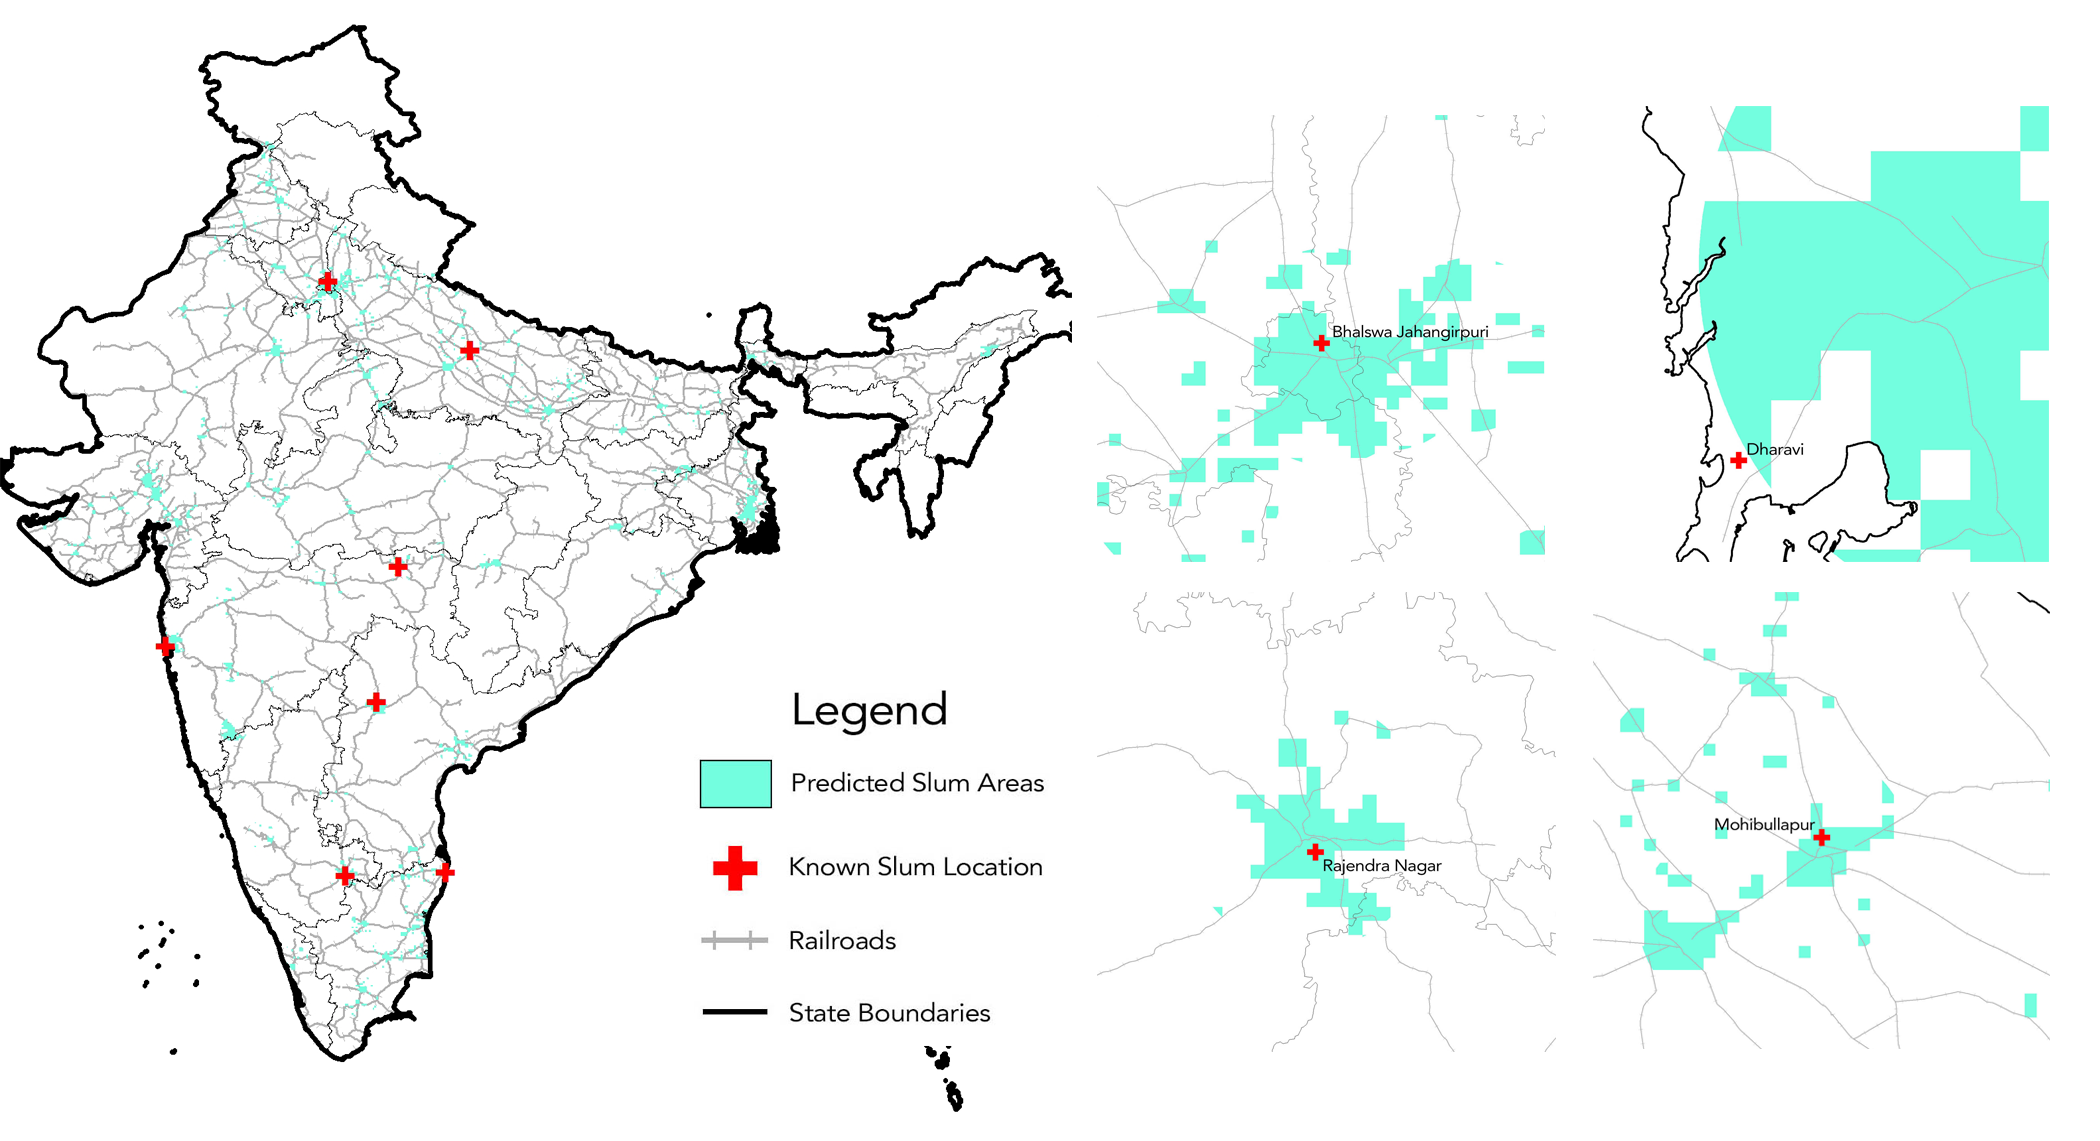 Legend
Predicted Slum Areas
Known Slum Location
Railroads
State Boundaries
Bhalswa Jahangirpuri
Dharavi
Rajendra Nagar
Mohibullapur